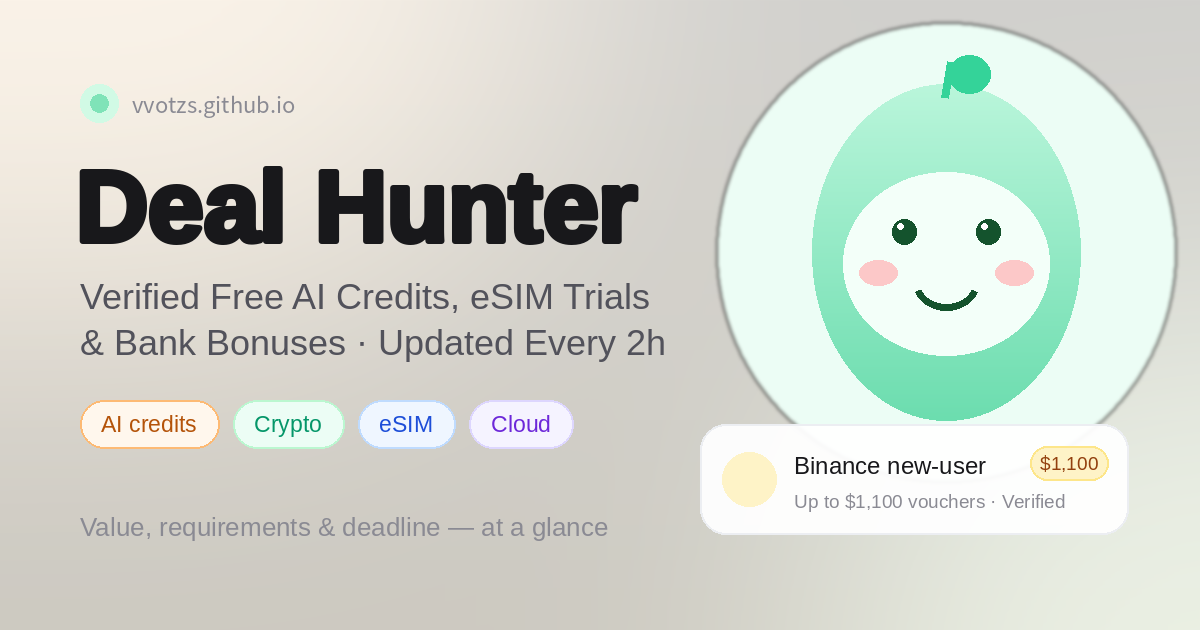 vvotzs.github.io
Deal Hunter
Verified Free AI Credits, eSIM Trials
& Bank Bonuses · Updated Every 2h
AI credits
Crypto
eSIM
Cloud
Binance new-user
$1,100
Up to $1,100 vouchers · Verified
Value, requirements & deadline — at a glance